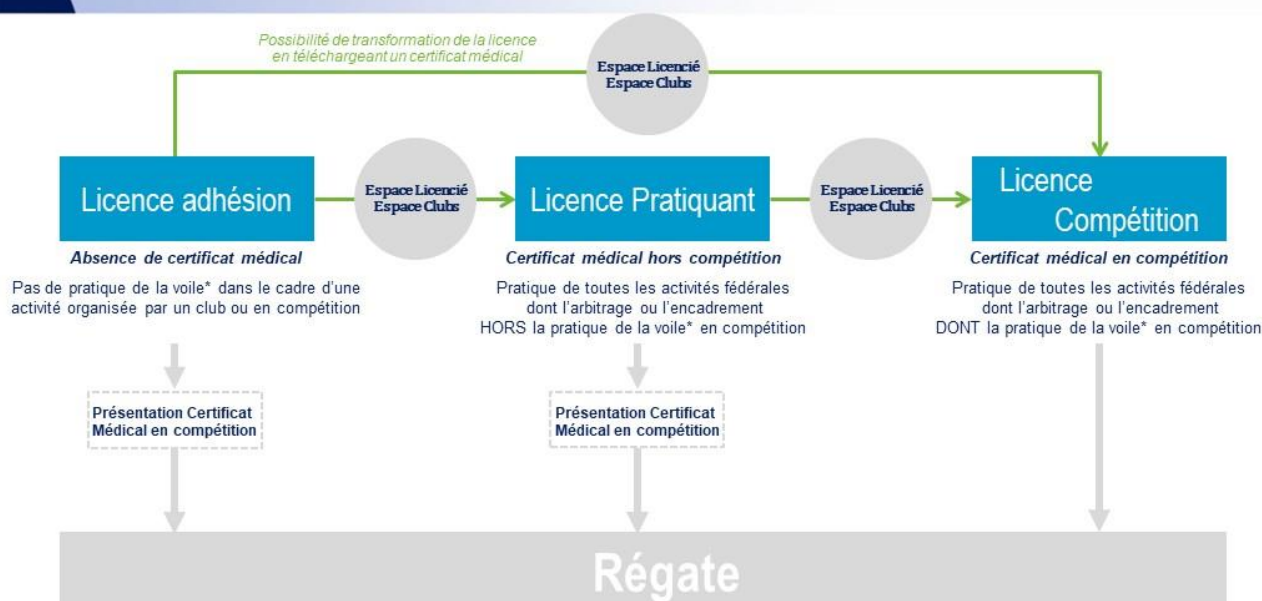 Possibilité de transformation de la licence
en téléchargeant un certificat médical
Espace Licencié
Espace Clubs
Licence adhésion
Espace Licencié
Espace Clubs
Licence Pratiquant
Espace Licencié
Espace Clubs
Licence
Compétition
Absence de certificat médical
Pas de pratique de la voile* dans le cadre d'une
activité organisée par un club ou en compétition
Certificat médical hors compétition
Pratique de toutes les activités fédérales
dont l'arbitrage ou l'encadrement
HORS la pratique de la voile* en compétition
Certificat médical en compétition
Pratique de toutes les activités fédérales
dont l'arbitrage ou l'encadrement
DONT la pratique de la voile* en compétition
Présentation Certificat
Médical en compétition
Présentation Certificat
Médical en compétition
Régate